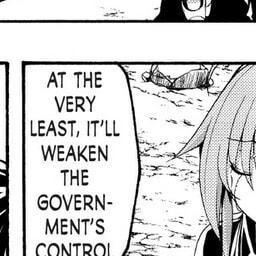 AT THE
VERY
LEAST, IT'LL
WEAKEN
THE
GOVERN-
MENT'S
CONTROL